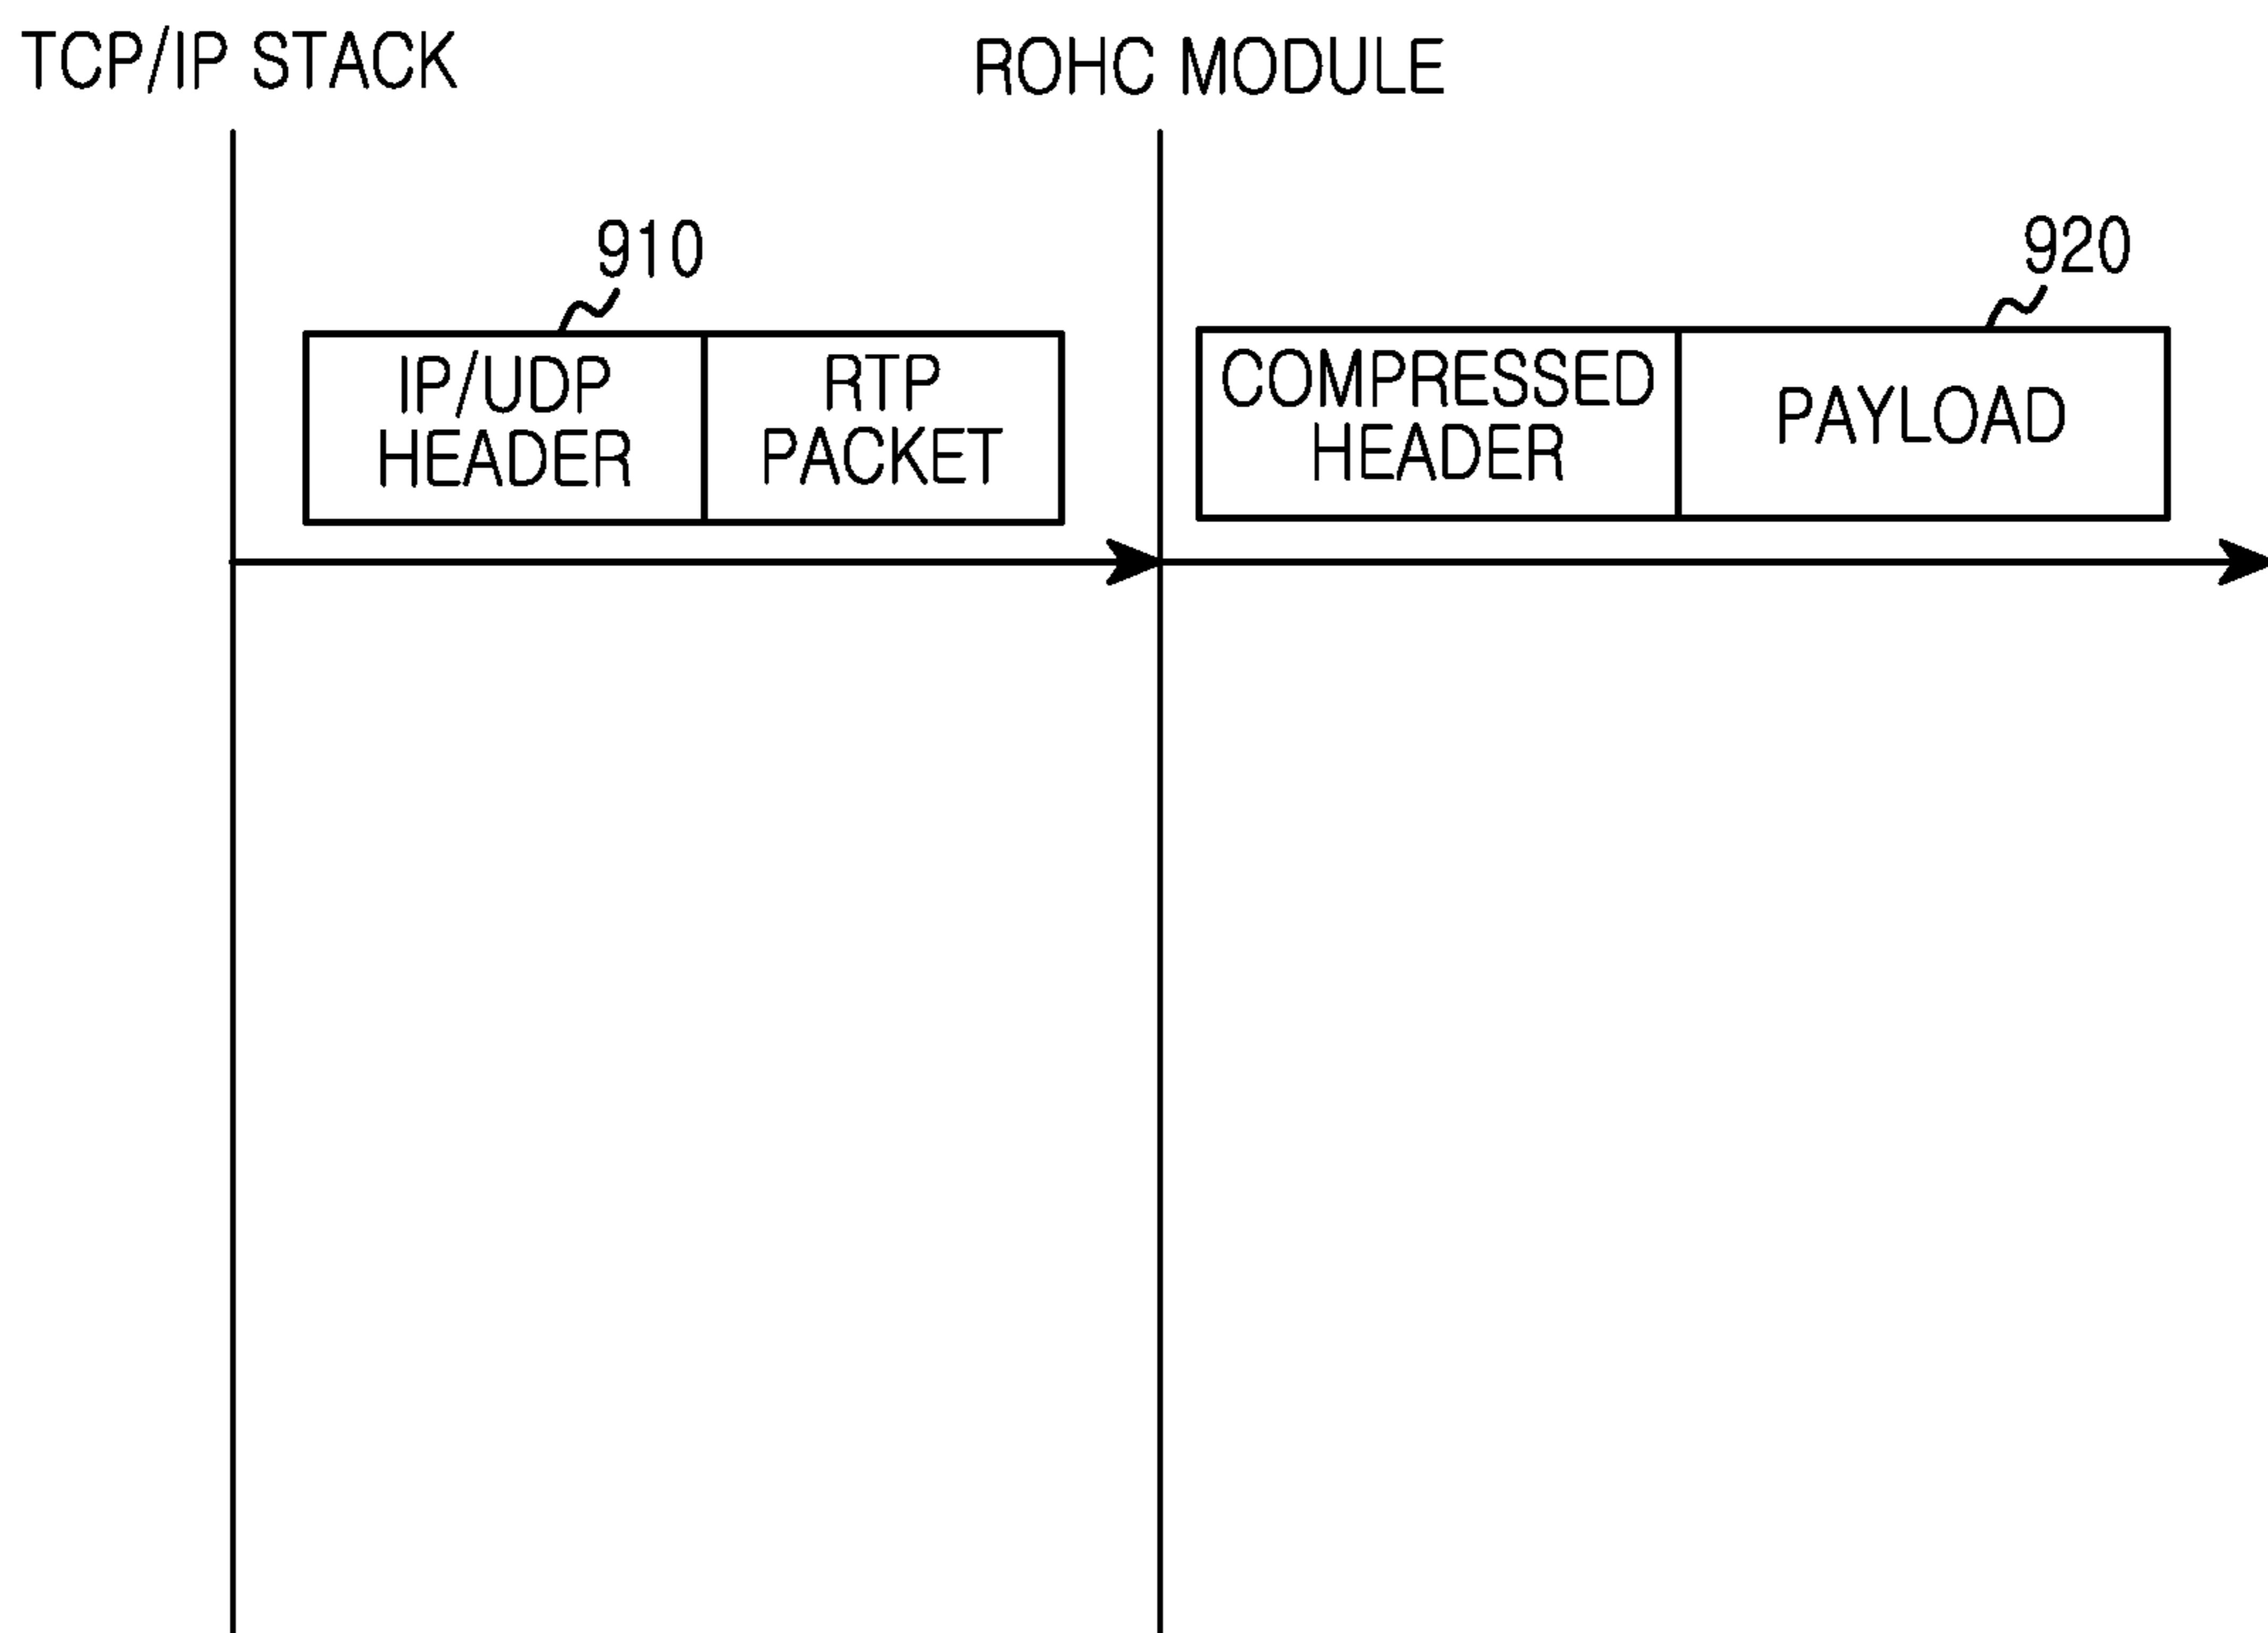 TCP/IP STACK
ROHC MODULE
910
920
IP/UDP
HEADER
RTP
PACKET
COMPRESSED
HEADER
PAYLOAD